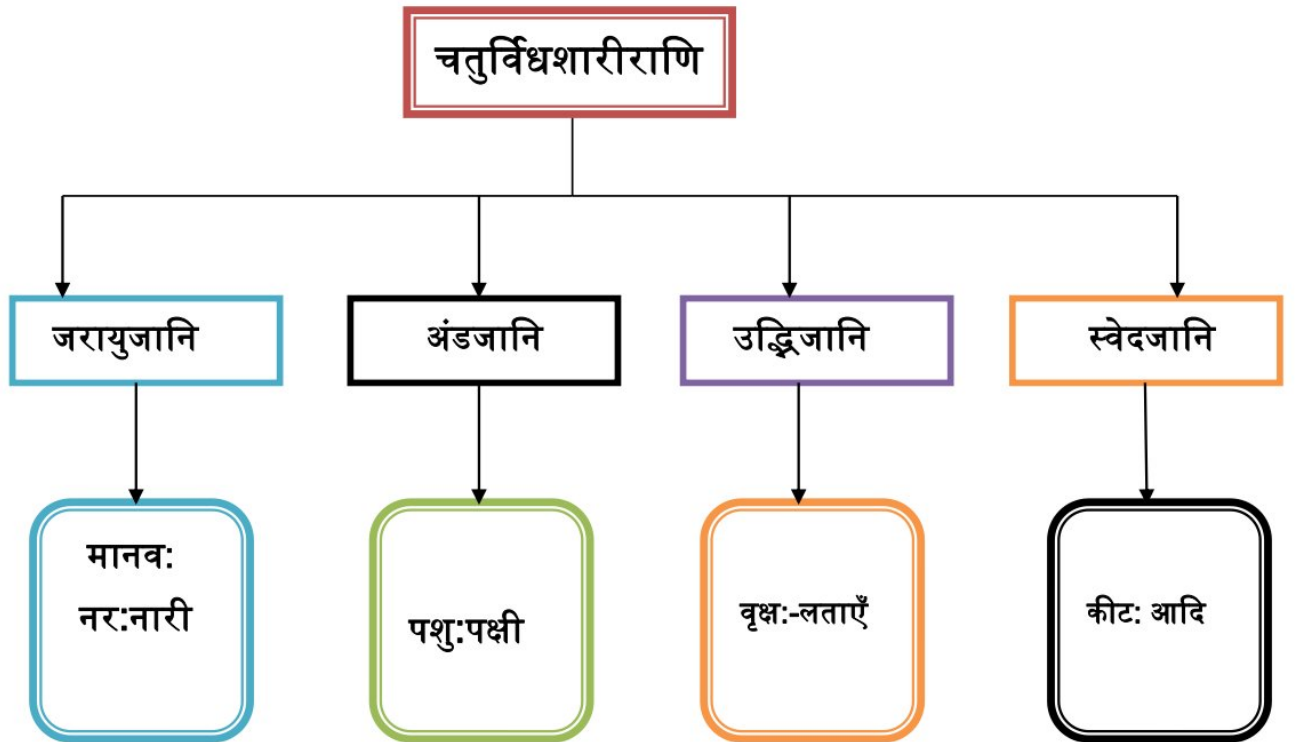 चतुर्विधशारीराणि
जरायुजानि
अंडजानि
उद्भिजानि
स्वेदजानि
मानव:
नर:नारी
पशु:पक्षी
वृक्ष:-लताएँ
कीट: आदि